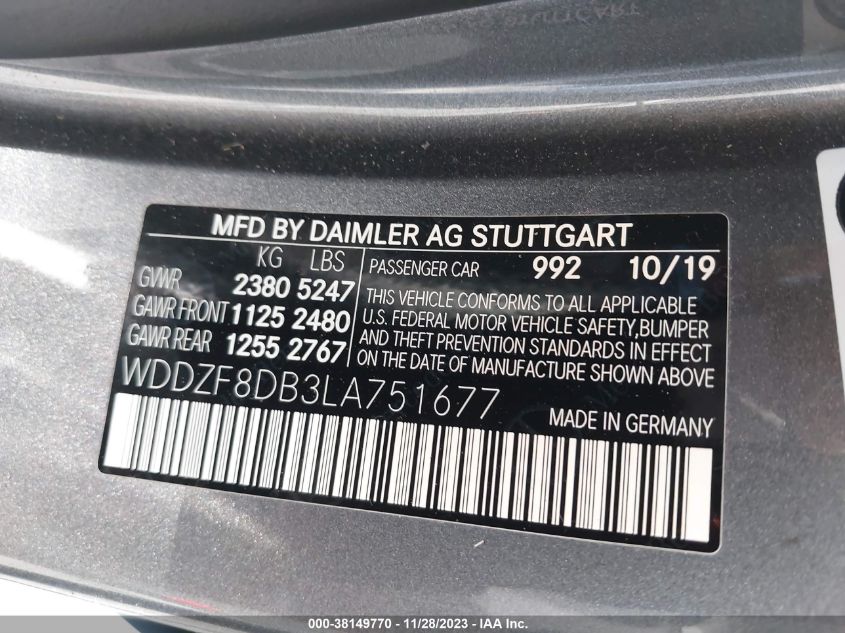 MFD BY DAIMLER AG STUTTGART
KG LBS
GVWR 2380 5247
GAWR FRONT 1125 2480
GAWR REAR 1255 2767
PASSENGER CAR 992 10/19
THIS VEHICLE CONFORMS TO ALL APPLICABLE
U.S. FEDERAL MOTOR VEHICLE SAFETY, BUMPER
AND THEFT PREVENTION STANDARDS IN EFFECT
ON THE DATE OF MANUFACTURE SHOWN ABOVE
WDDZF8DB3LA751677
MADE IN GERMANY
000-38149770 - 11/28/2023 - IAA Inc.